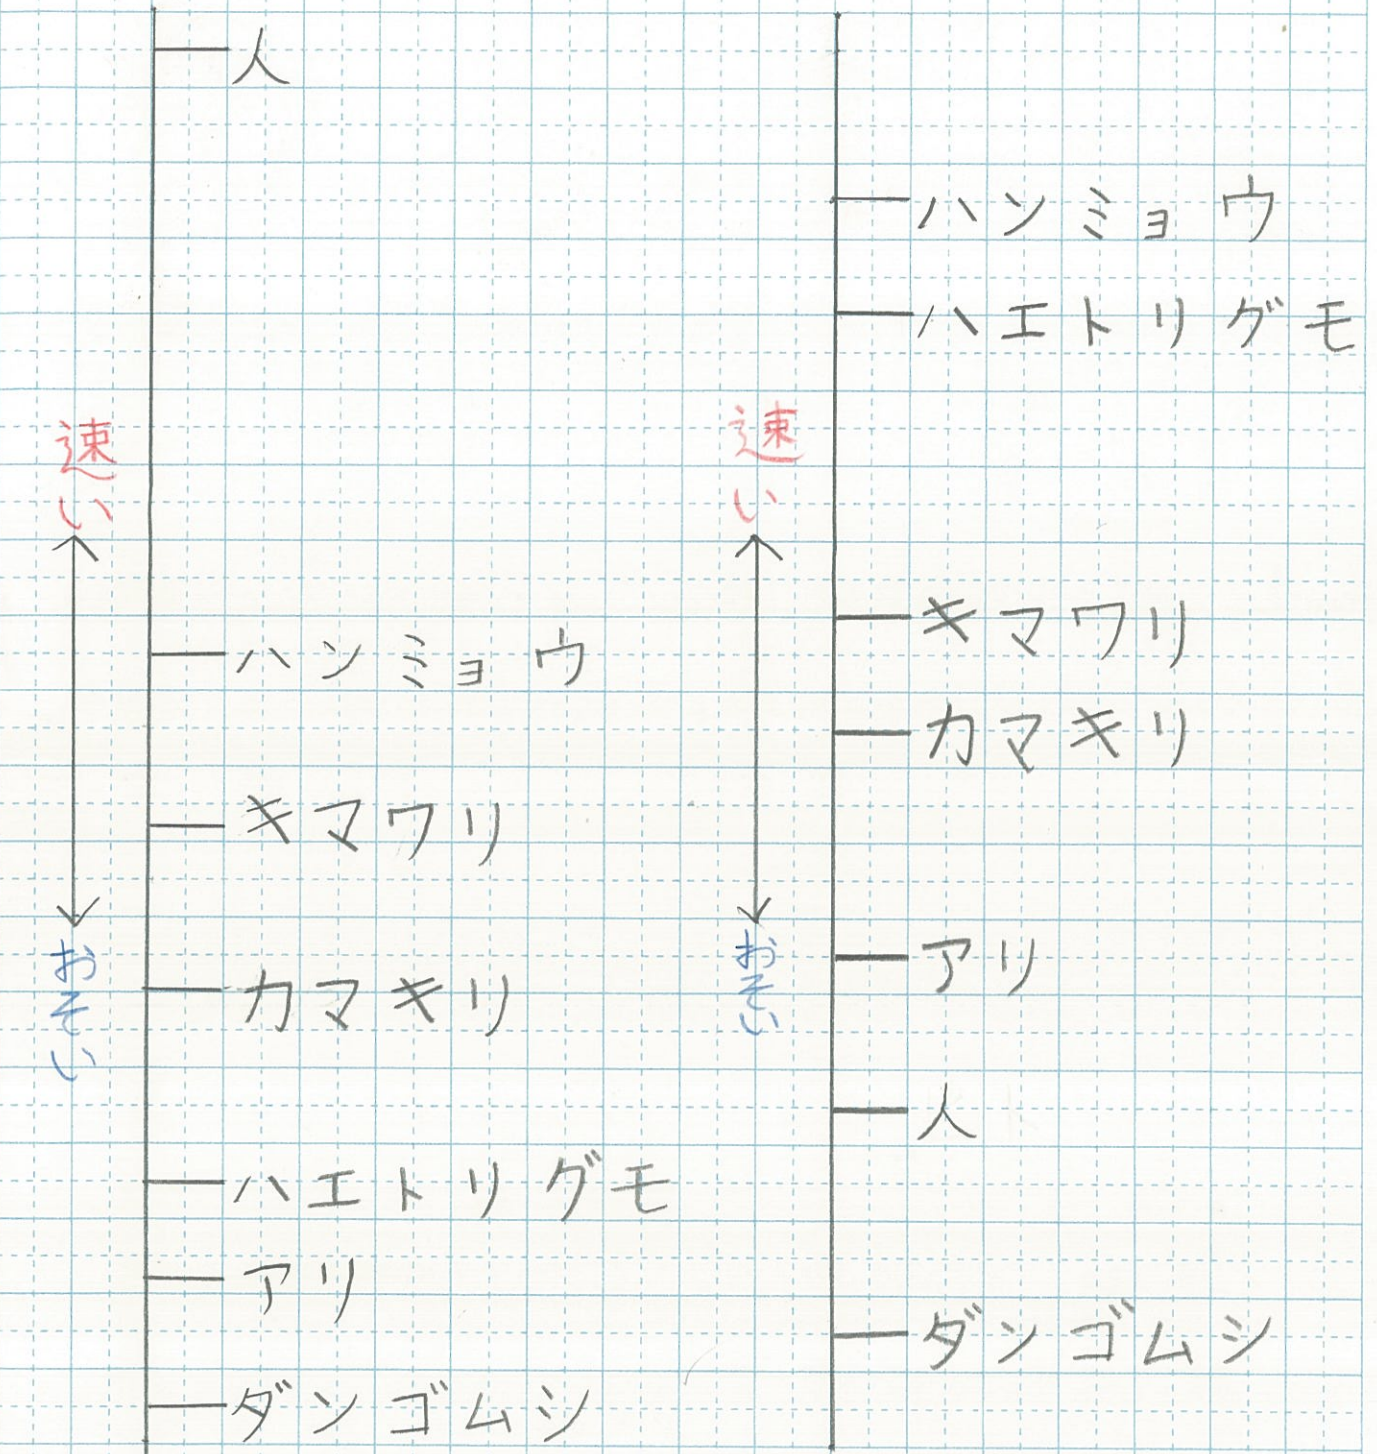 人
速い
ハンミョウ
キマワリ
おそい
カマキリ
ハエトリグモ
アリ
ダンゴムシ
ハンミョウ
ハエトリグモ
速い
キマワリ
カマキリ
おそい
アリ
人
ダンゴムシ